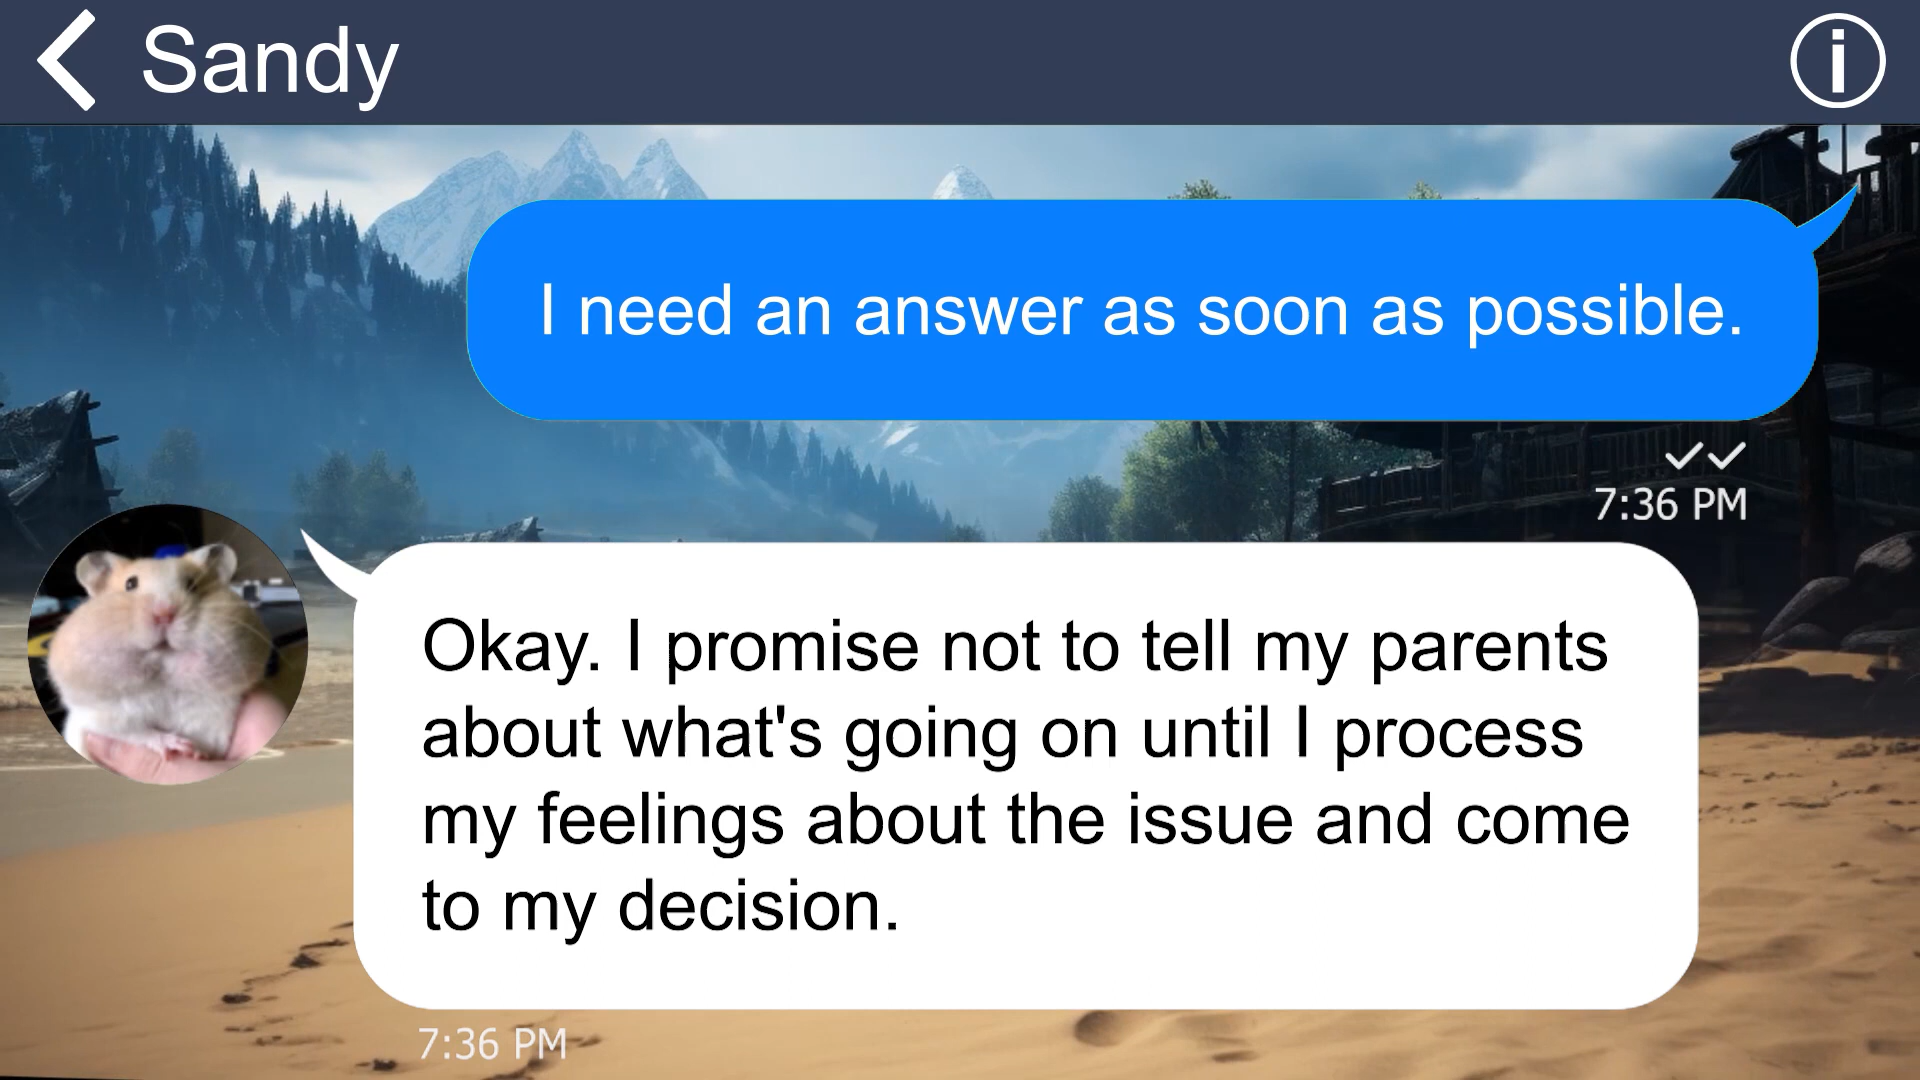 Sandy
I need an answer as soon as possible.
7:36 PM
Okay. I promise not to tell my parents
about what's going on until I process
my feelings about the issue and come
to my decision.
7:36 PM